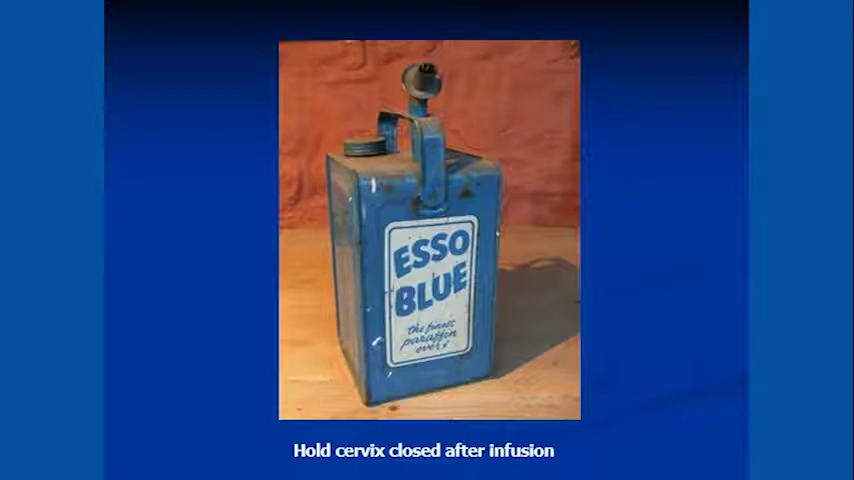 ESSO
BLUE
the finest
paraffin
ever!
Hold cervix closed after infusion